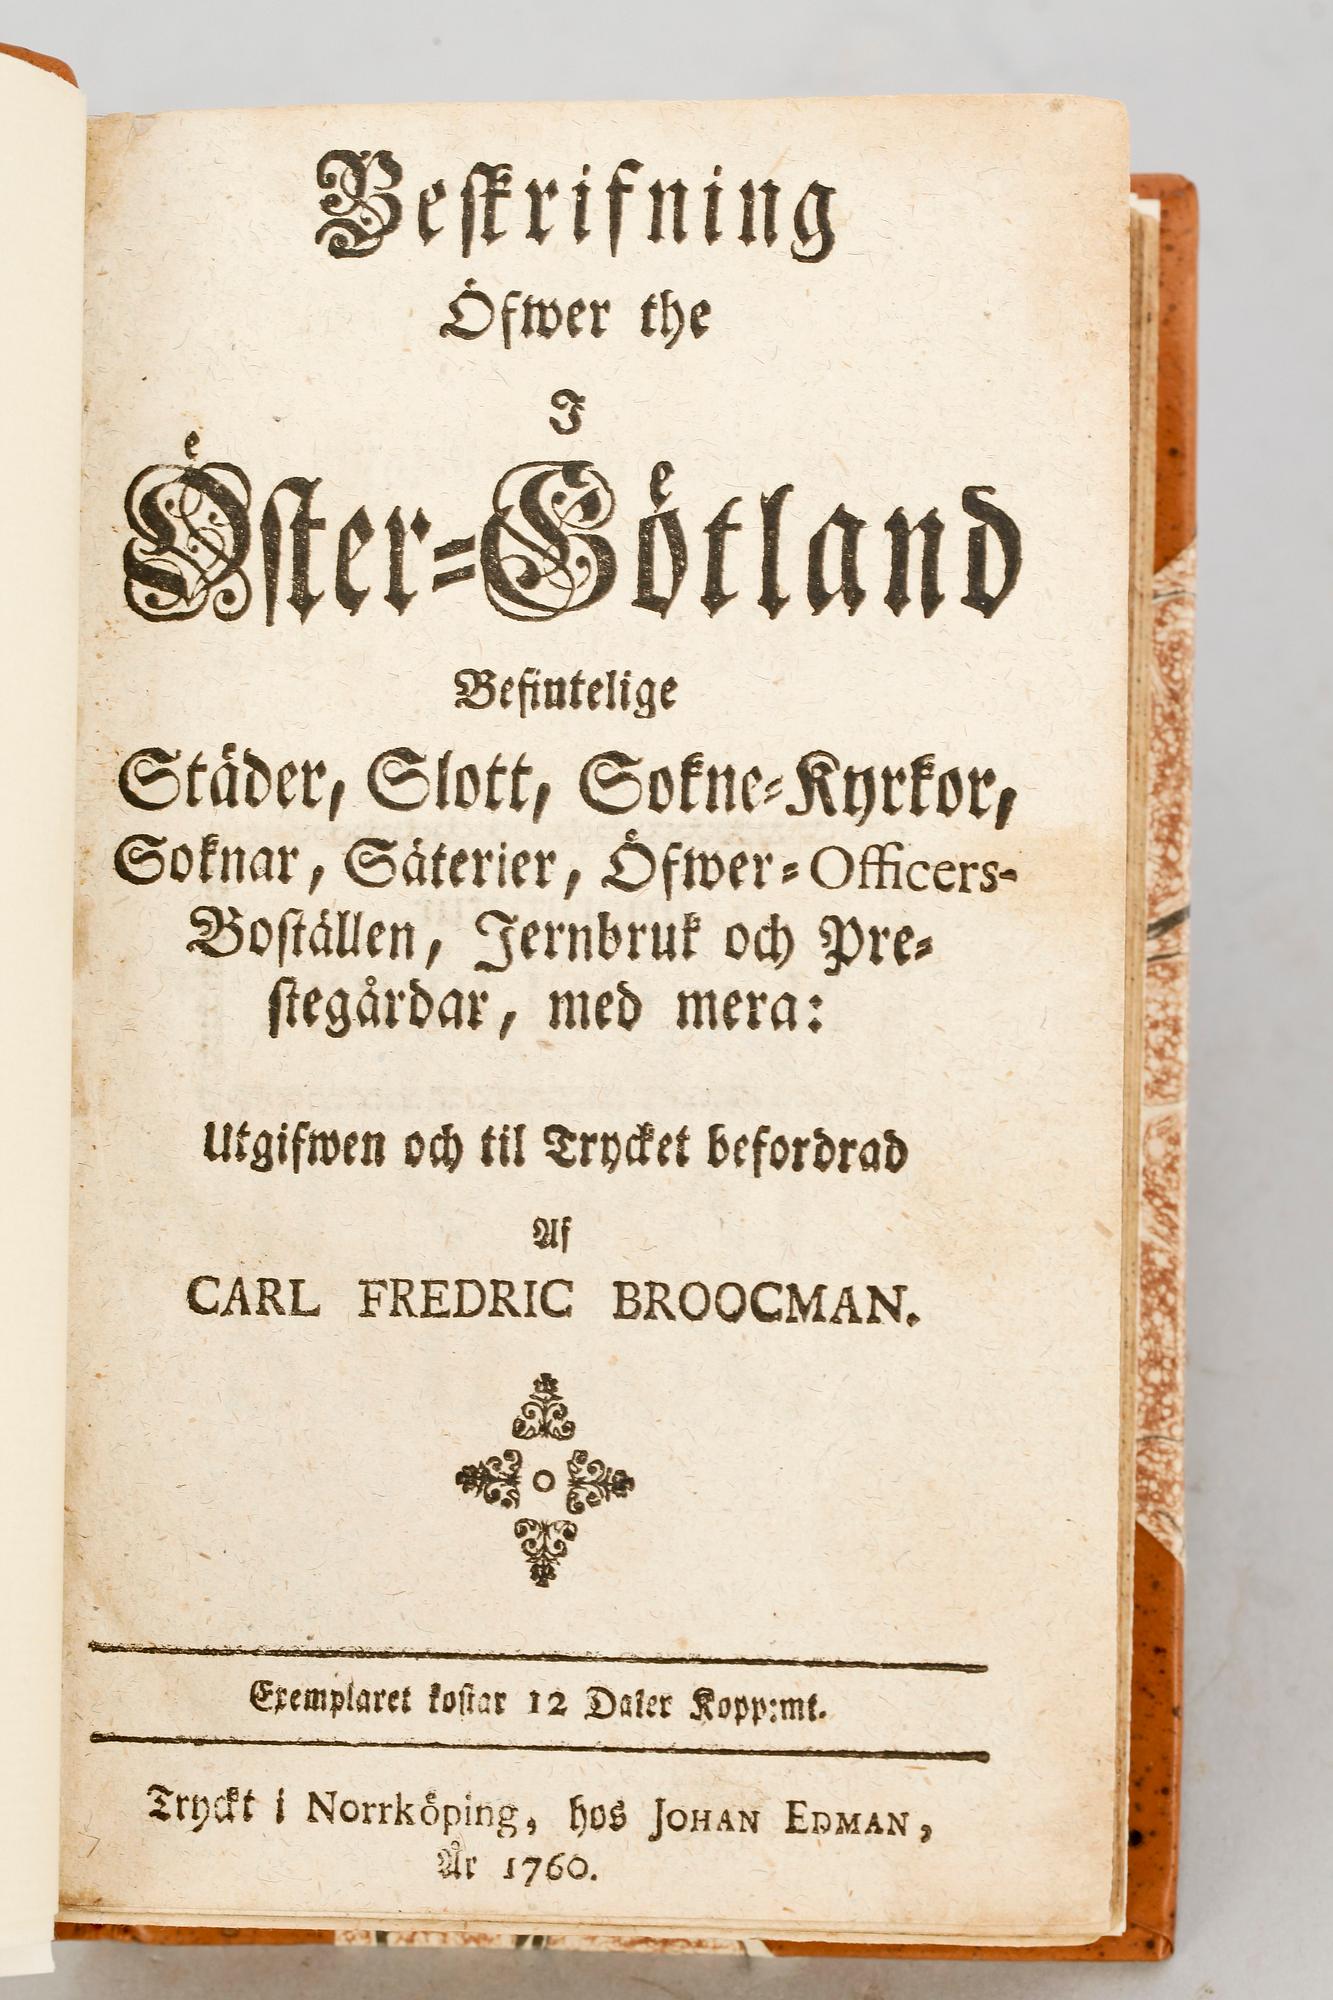 Beskrifning
Öfwer the
I
Öster-Götland
Befintelige
Städer, Slott, Sokne-Kyrkor,
Soknar, Säterier, Öfwer-Officers-
Boställen, Jernbruk och Pre-
stegårdar, med mera:
Utgifwen och til Trycket befordrad
Af
CARL FREDRIC BROOCMAN.
Exemplaret kostar 12 Daler Kopp:mt.
Tryckt i Norrköping, hos JOHAN EDMAN,
År 1760.